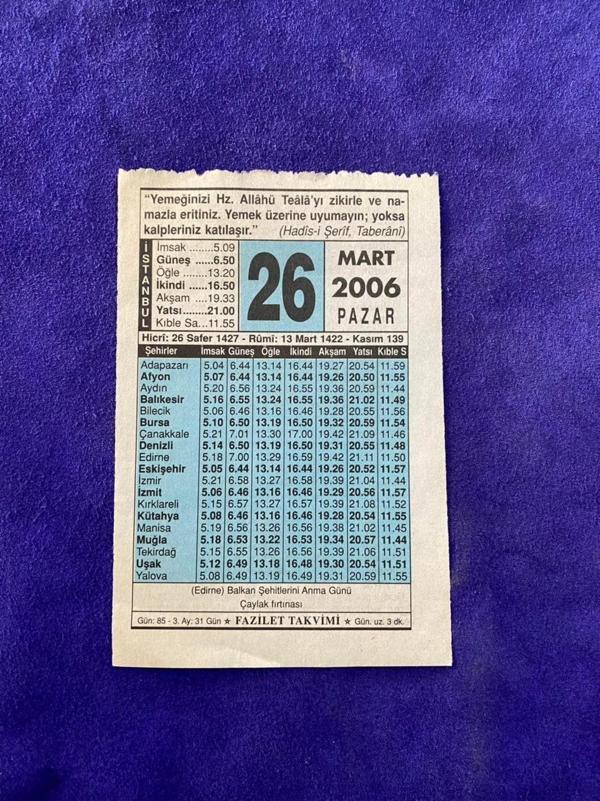 “Yemeğinizi Hz. Allâhü Teâlâ’yı zikirle ve na-
mazla eritiniz. Yemek üzerine uyumayın; yoksa
kalpleriniz katılaşır.” (Hadîs-i Şerîf, Taberânî)
İSTANBUL
İmsak ........5.09
Güneş ......6.50
Öğle ......13.20
İkindi ......16.50
Akşam ....19.33
Yatsı.......21.00
Kıble Sa...11.55
26
MART
2006
PAZAR
Hicrî: 26 Safer 1427 - Rûmî: 13 Mart 1422 - Kasım 139
Şehirler İmsak Güneş Öğle İkindi Akşam Yatsı Kıble S
Adapazarı 5.04 6.44 13.14 16.44 19.27 20.54 11.59
Afyon 5.07 6.44 13.14 16.44 19.26 20.50 11.55
Aydın 5.20 6.56 13.24 16.55 19.36 20.59 11.44
Balıkesir 5.16 6.55 13.24 16.55 19.36 21.02 11.49
Bilecik 5.06 6.46 13.16 16.46 19.28 20.55 11.56
Bursa 5.10 6.50 13.19 16.50 19.32 20.59 11.54
Çanakkale 5.21 7.01 13.30 17.00 19.42 21.09 11.46
Denizli 5.14 6.50 13.19 16.50 19.31 20.55 11.48
Edirne 5.18 7.00 13.29 16.59 19.42 21.11 11.50
Eskişehir 5.05 6.44 13.14 16.44 19.26 20.52 11.57
İzmir 5.21 6.58 13.27 16.58 19.39 21.04 11.44
İzmit 5.06 6.46 13.16 16.46 19.29 20.56 11.57
Kırklareli 5.15 6.57 13.27 16.57 19.39 21.08 11.52
Kütahya 5.08 6.46 13.16 16.46 19.28 20.54 11.55
Manisa 5.19 6.56 13.26 16.56 19.38 21.02 11.45
Muğla 5.18 6.53 13.22 16.53 19.34 20.57 11.44
Tekirdağ 5.15 6.55 13.26 16.56 19.39 21.06 11.51
Uşak 5.12 6.49 13.18 16.48 19.30 20.54 11.51
Yalova 5.08 6.49 13.19 16.49 19.31 20.59 11.55
(Edirne) Balkan Şehitlerini Anma Günü
Çaylak fırtınası
Gün: 85 - 3. Ay: 31 Gün ★ FAZİLET TAKVİMİ ★ Gün. uz. 3 dk.